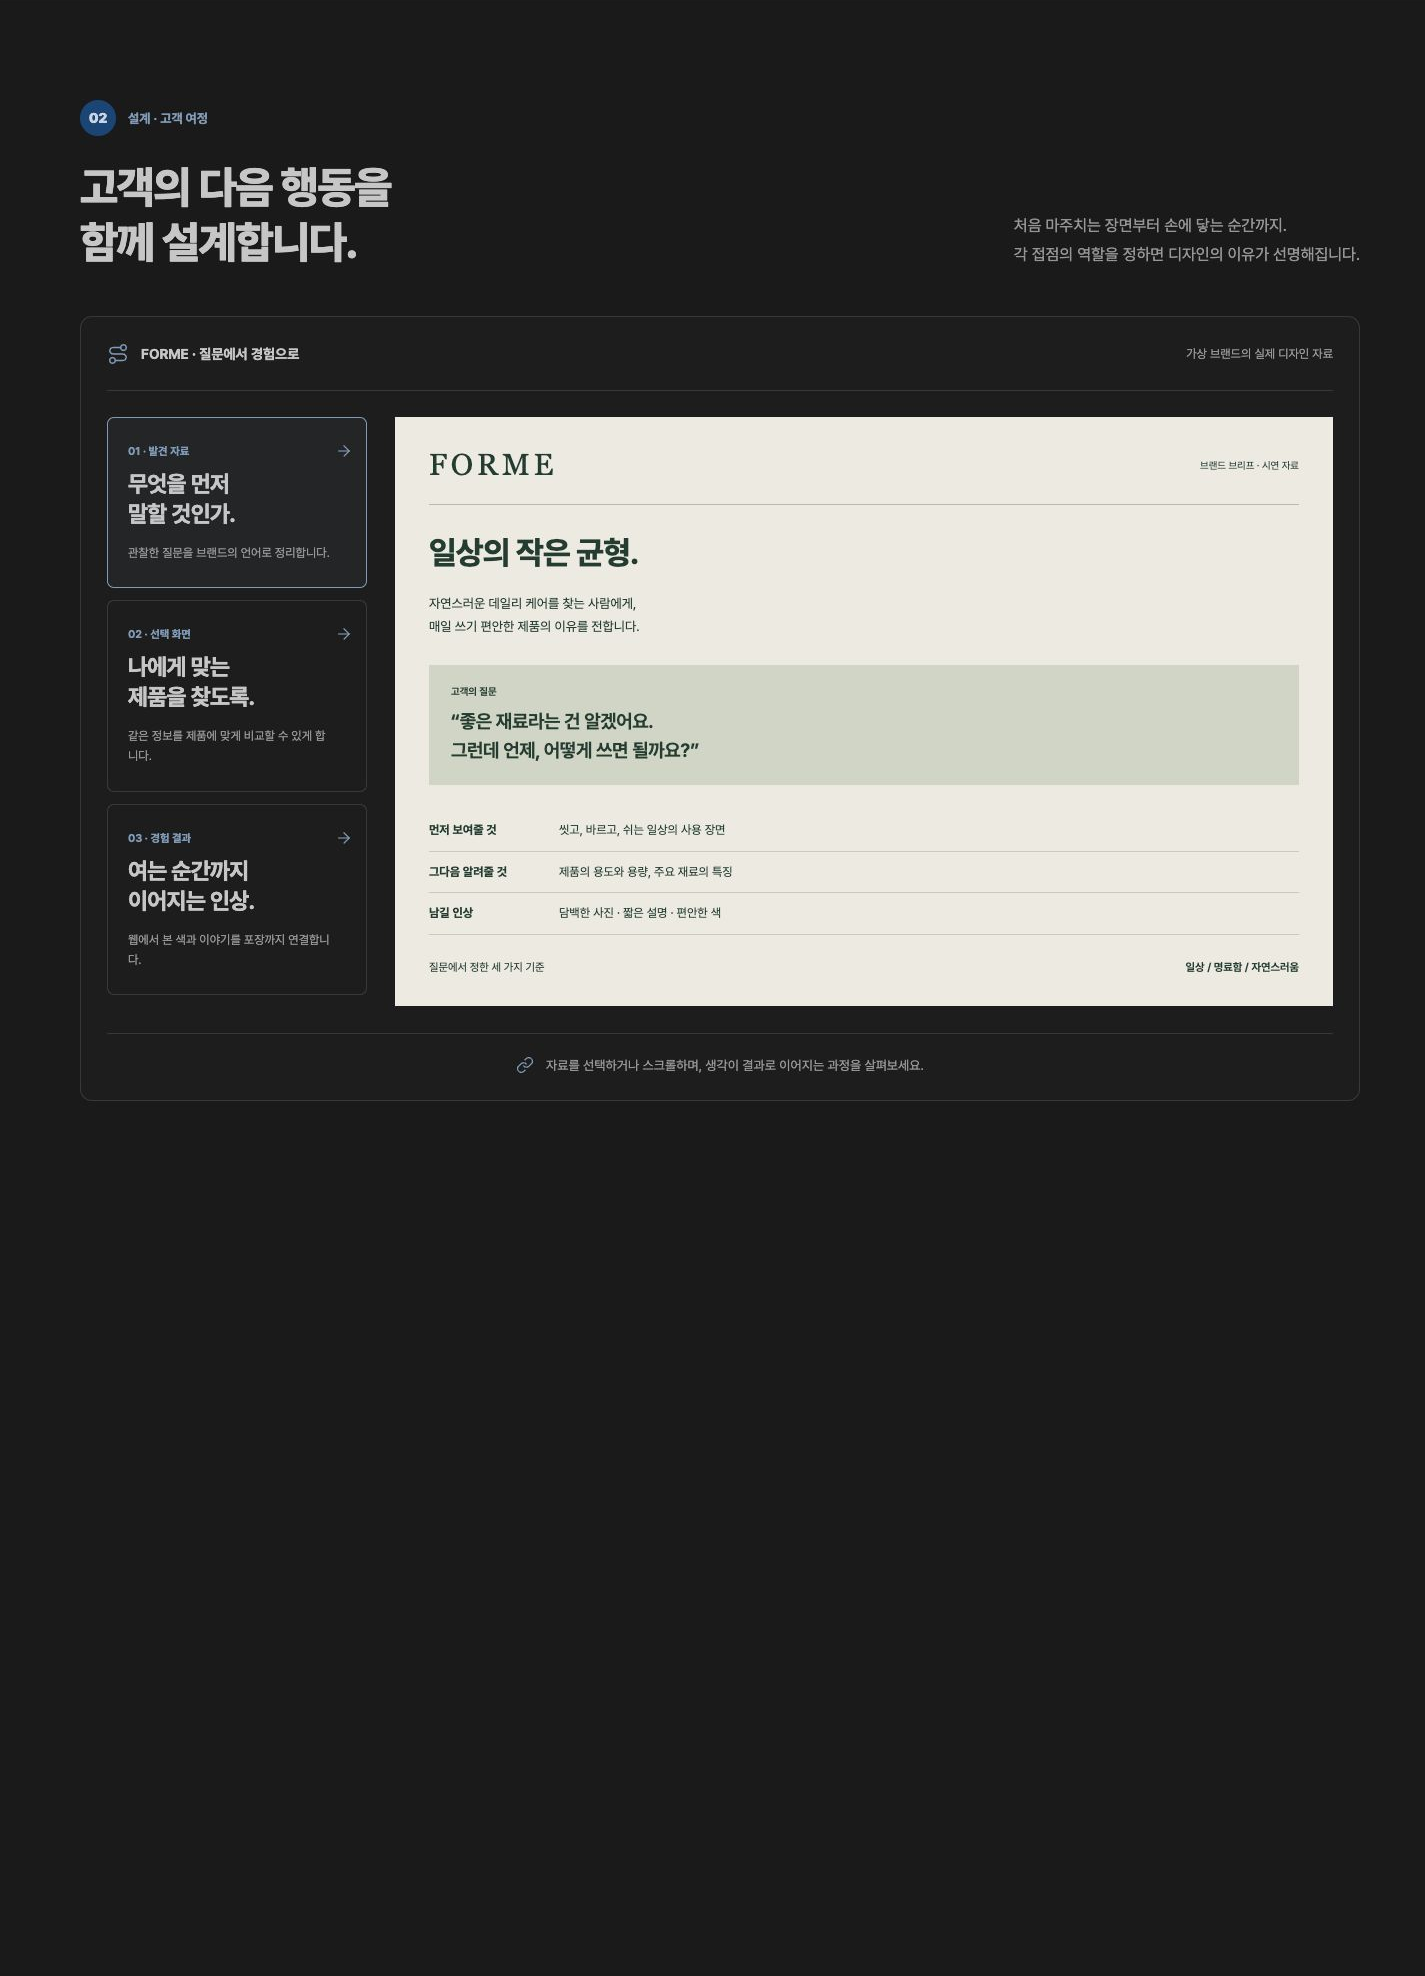 02
설계 · 고객 여정
고객의 다음 행동을
함께 설계합니다.
처음 마주치는 장면부터 손에 닿는 순간까지.
각 접점의 역할을 정하면 디자인의 이유가 선명해집니다.
FORME · 질문에서 경험으로
가상 브랜드의 실제 디자인 자료
01 · 발견 자료
무엇을 먼저
말할 것인가.
관찰한 질문을 브랜드의 언어로 정리합니다.
02 · 선택 화면
나에게 맞는
제품을 찾도록.
같은 정보를 제품에 맞게 비교할 수 있게 합
니다.
03 · 경험 결과
여는 순간까지
이어지는 인상.
웹에서 본 색과 이야기를 포장까지 연결합니
다.
FORME
브랜드 브리프 · 시연 자료
일상의 작은 균형.
자연스러운 데일리 케어를 찾는 사람에게,
매일 쓰기 편안한 제품의 이유를 전합니다.
고객의 질문
“좋은 재료라는 건 알겠어요.
그런데 언제, 어떻게 쓰면 될까요?”
먼저 보여줄 것 씻고, 바르고, 쉬는 일상의 사용 장면
그다음 알려줄 것 제품의 용도와 용량, 주요 재료의 특징
남길 인상 담백한 사진 · 짧은 설명 · 편안한 색
질문에서 정한 세 가지 기준
일상 / 명료함 / 자연스러움
자료를 선택하거나 스크롤하며, 생각이 결과로 이어지는 과정을 살펴보세요.